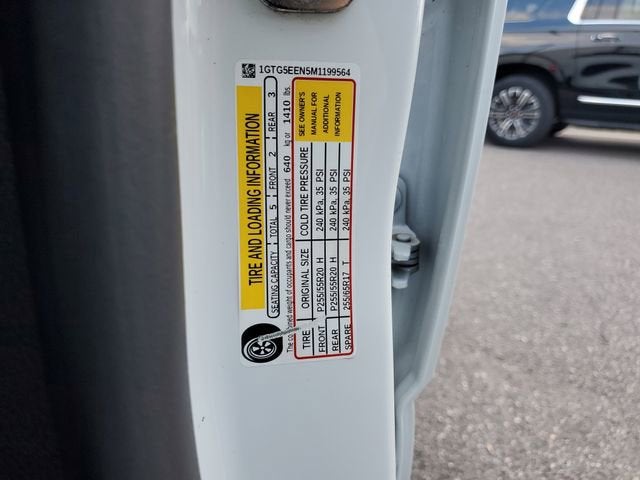 1GTG5EEN5M1199564
TIRE AND LOADING INFORMATION
SEATING CAPACITY TOTAL 5 FRONT 2 REAR 3
The combined weight of occupants and cargo should never exceed 640 kg or 1410 lbs.
TIRE ORIGINAL SIZE COLD TIRE PRESSURE
FRONT P255/55R20 H 240 kPa, 35 PSI
REAR P255/55R20 H 240 kPa, 35 PSI
SPARE 255/65R17 T 240 kPa, 35 PSI
SEE OWNER'S
MANUAL FOR
ADDITIONAL
INFORMATION